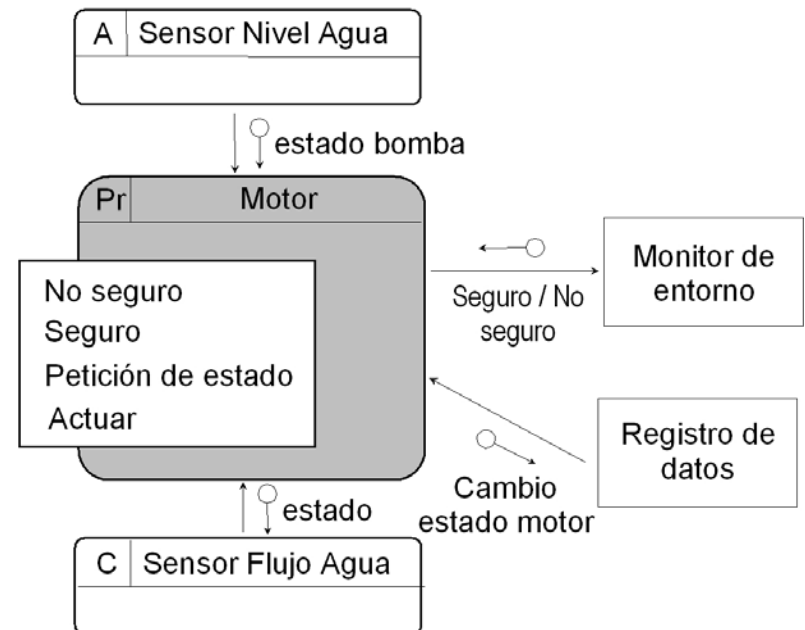 A Sensor Nivel Agua
estado bomba
Pr Motor
No seguro
Seguro
Petición de estado
Actuar
Seguro / No
seguro
Monitor de
entorno
Registro de
datos
Cambio
estado motor
estado
C Sensor Flujo Agua